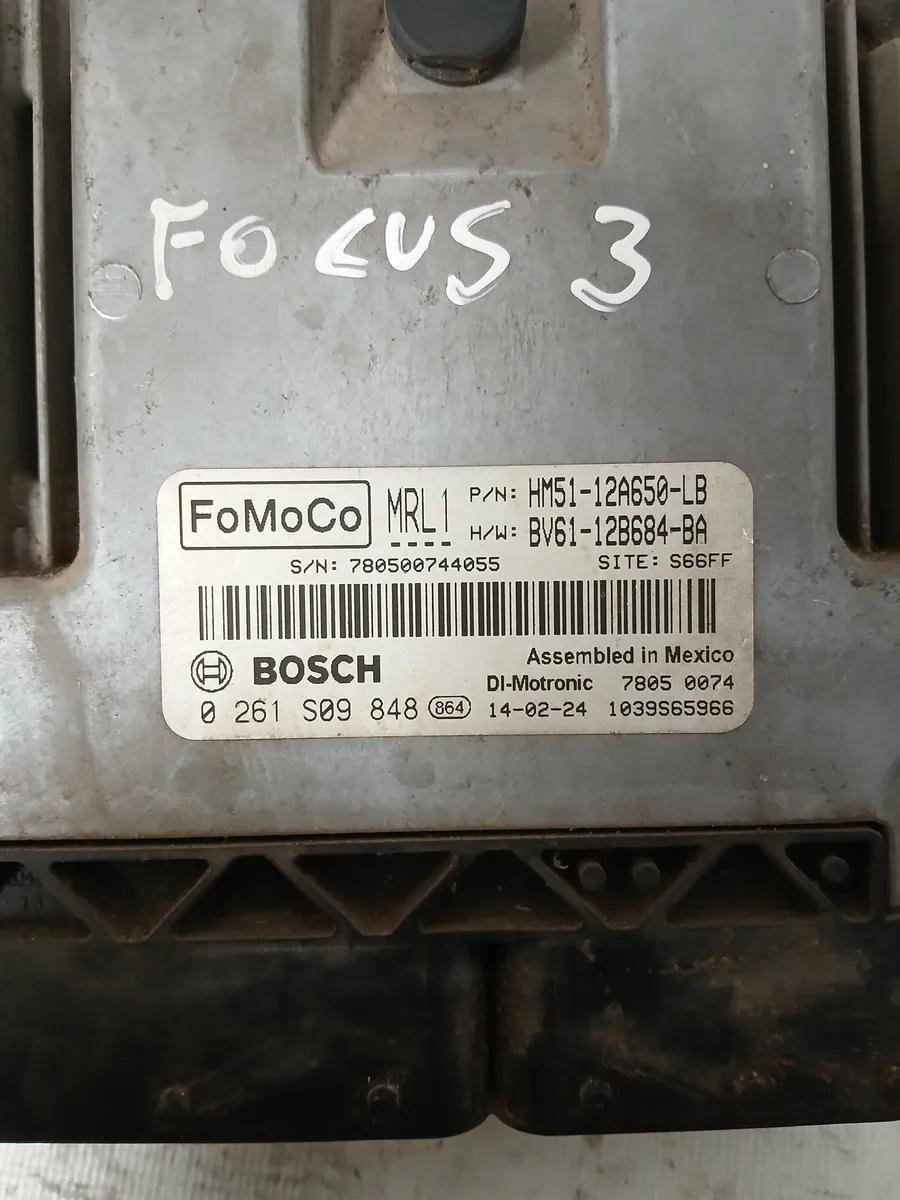 FOCUS 3
FoMoCo MRL1 P/N: HM51-12A650-LB
H/W: BV61-12B684-BA
S/N: 780500744055 SITE: S66FF
BOSCH Assembled in Mexico
DI-Motronic 7805 0074
0 261 S09 848 864 14-02-24 1039S65966